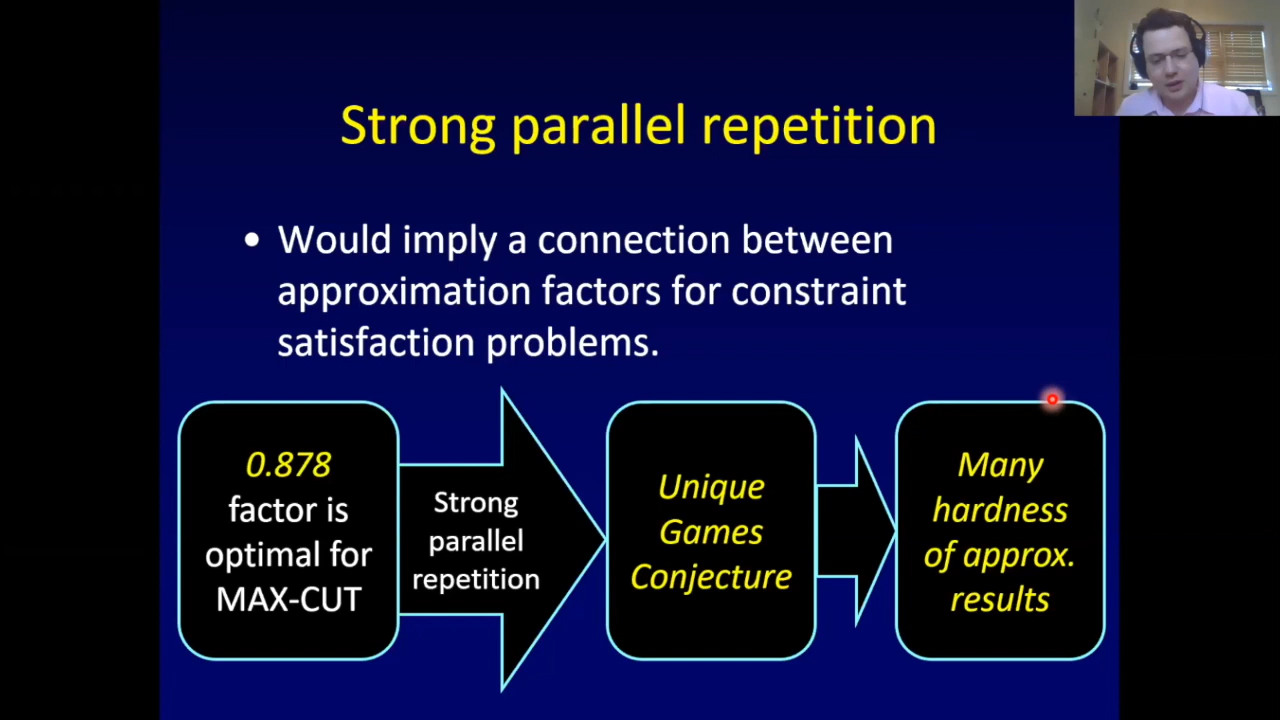 Strong parallel repetition
• Would imply a connection between
approximation factors for constraint
satisfaction problems.
0.878
factor is
optimal for
MAX-CUT
Strong
parallel
repetition
Unique
Games
Conjecture
Many
hardness
of approx.
results